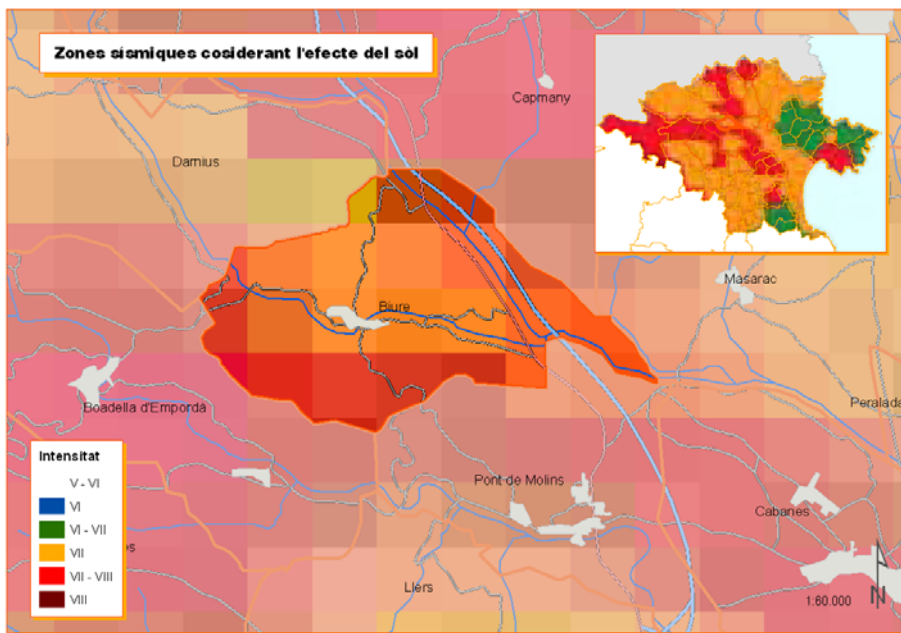 Zones sísmiques cosiderant l'efecte del sòl
Capmany
Darnius
Masarac
Biure
Boadella d'Empordà
Peralada
Intensitat
V - VI
VI
VI - VII
VII
VII - VIII
VIII
Pont de Molins
Cabanes
Llers
1:60.000
N